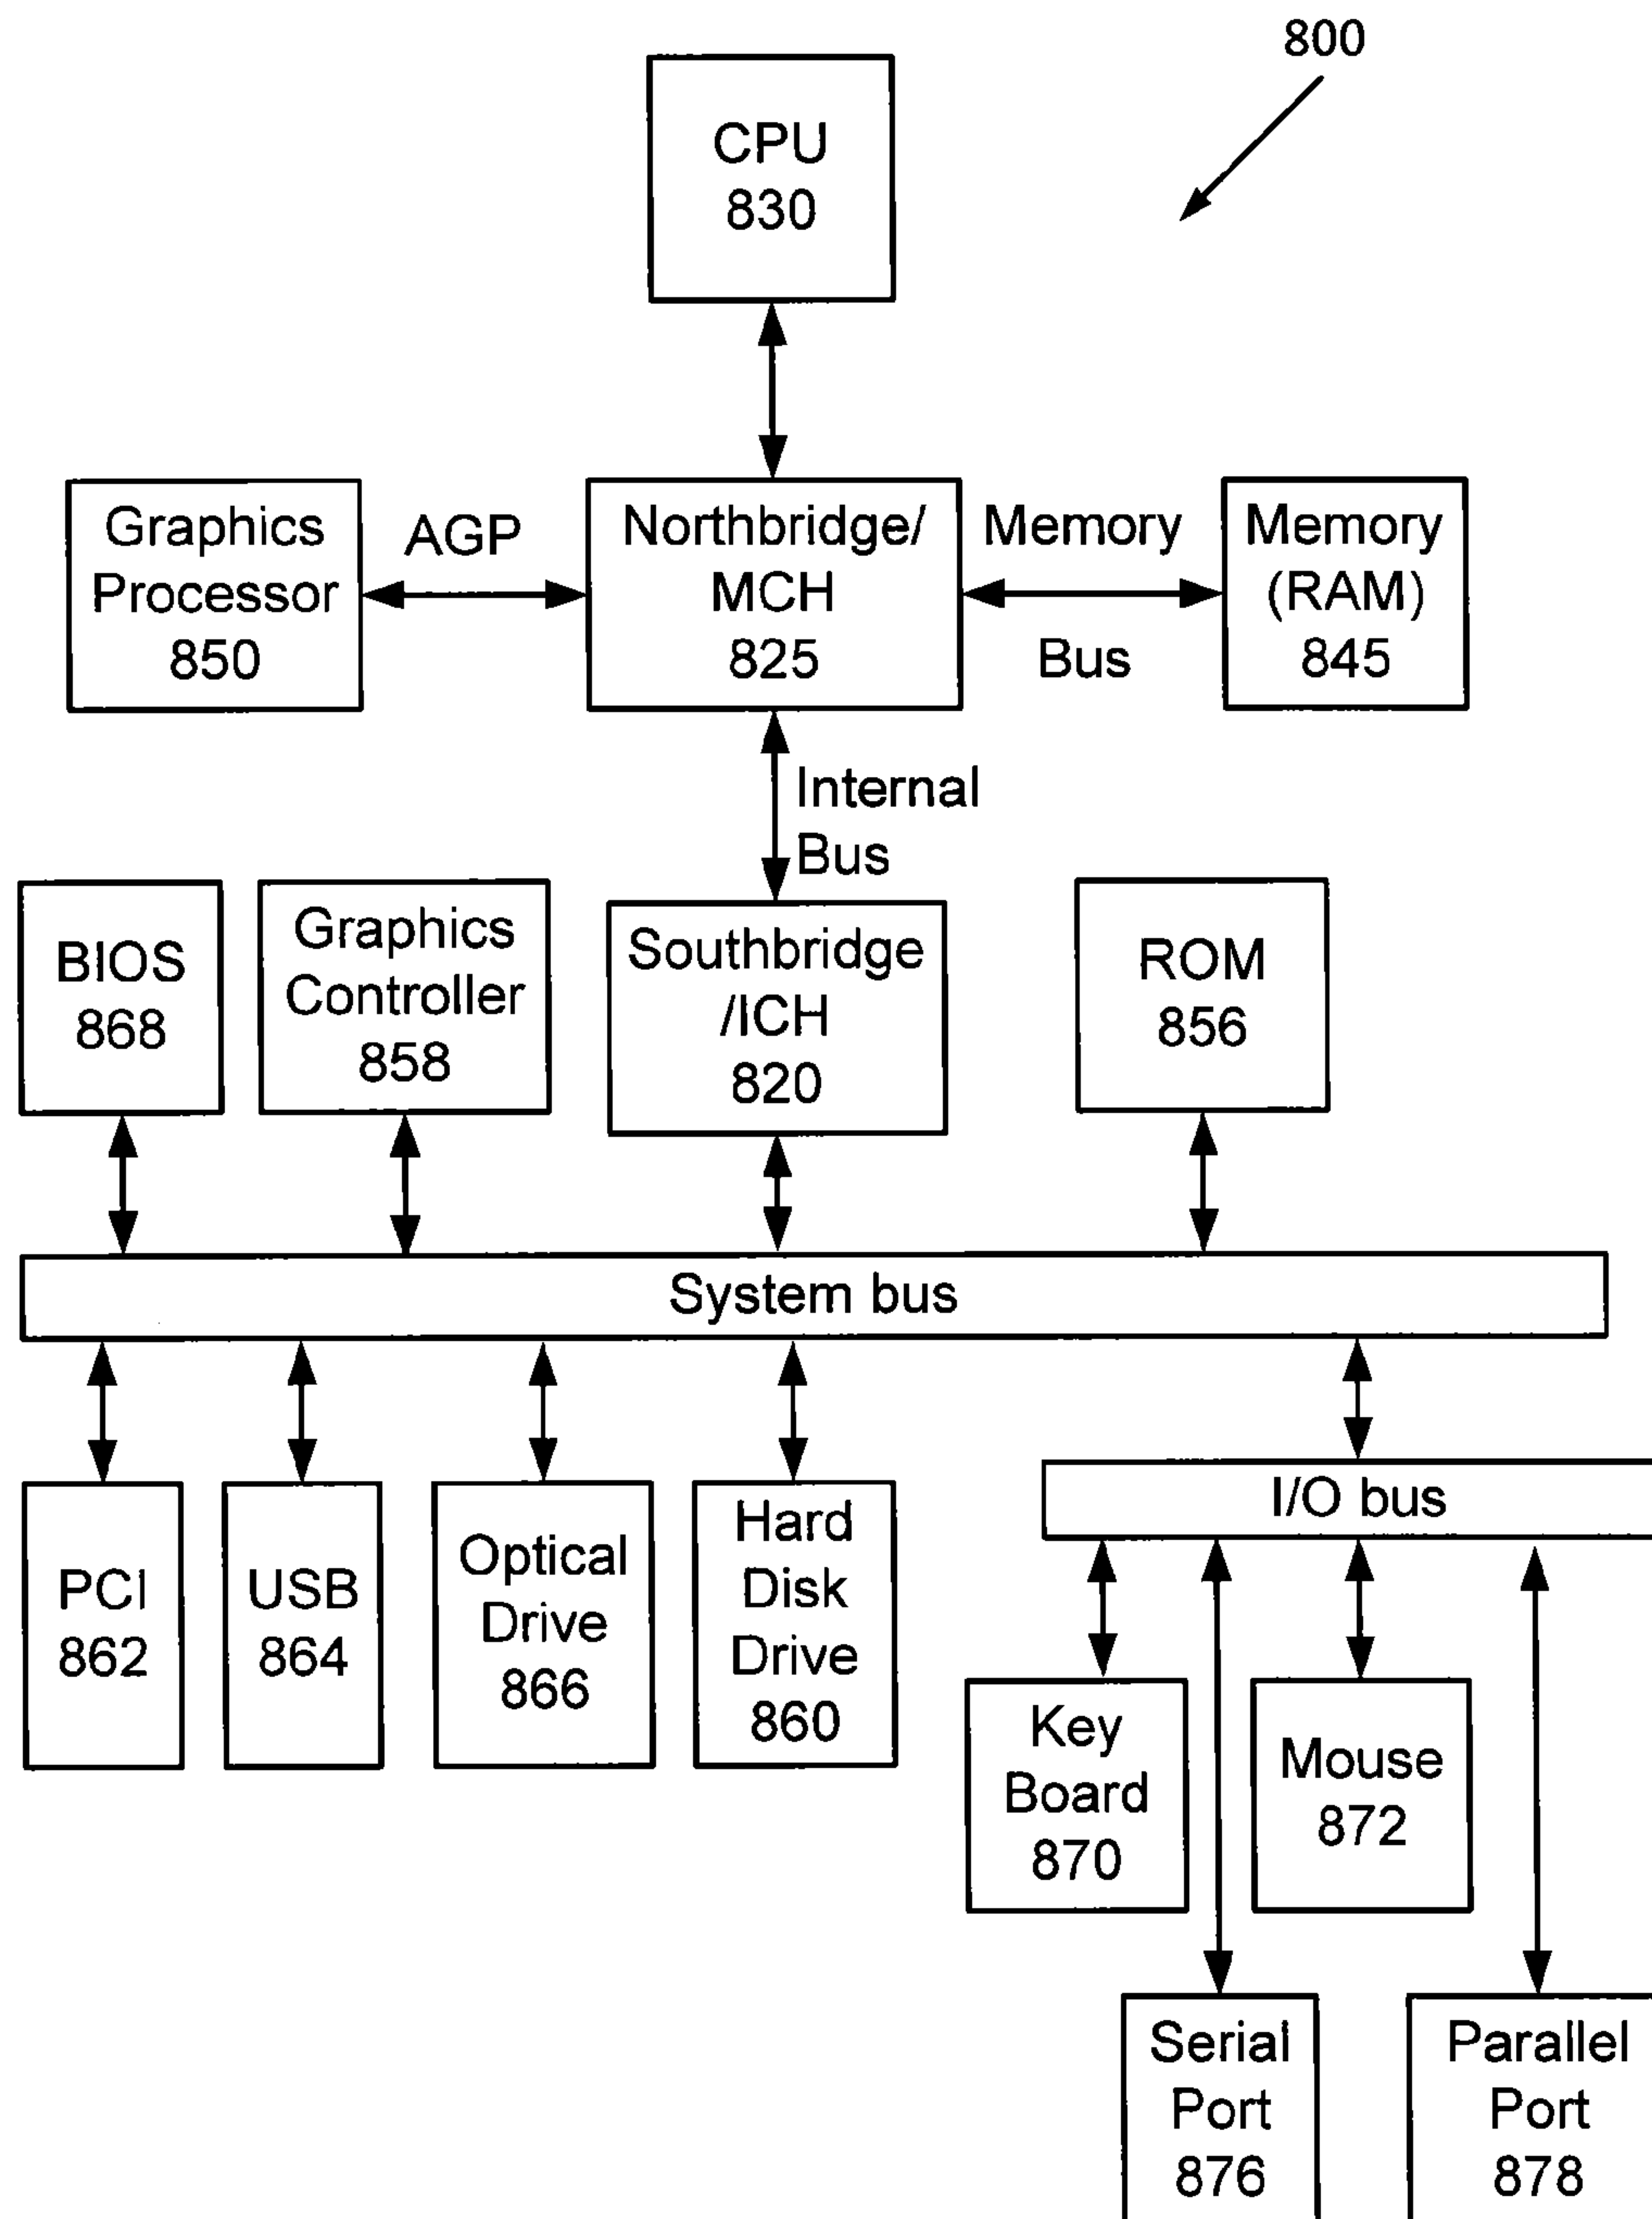 800
CPU
830
Graphics
Processor
850
AGP
Northbridge/
MCH
825
Memory
Bus
Memory
(RAM)
845
Internal
Bus
BIOS
868
Graphics
Controller
858
Southbridge
/ICH
820
ROM
856
System bus
PCI
862
USB
864
Optical
Drive
866
Hard
Disk
Drive
860
I/O bus
Key
Board
870
Mouse
872
Serial
Port
876
Parallel
Port
878